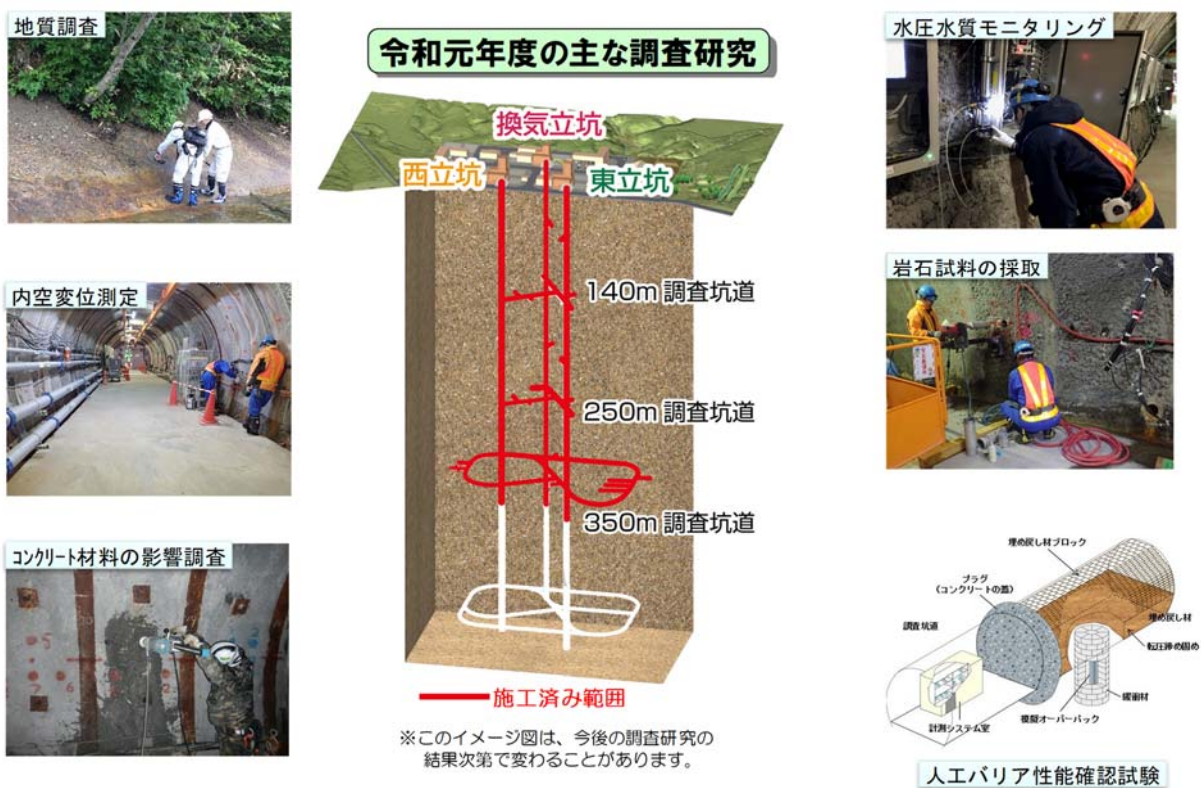 地質調査
令和元年度の主な調査研究
水圧水質モニタリング
換気立坑
西立坑
東立坑
内空変位測定
岩石試料の採取
140m 調査坑道
250m 調査坑道
350m 調査坑道
コンクリート材料の影響調査
施工済み範囲
※このイメージ図は、今後の調査研究の
結果次第で変わることがあります。
埋め戻し材ブロック
プラグ
(コンクリートの蓋)
調査坑道
埋め戻し材
転圧締め固め
緩衝材
模擬オーバーパック
計測システム室
人工バリア性能確認試験